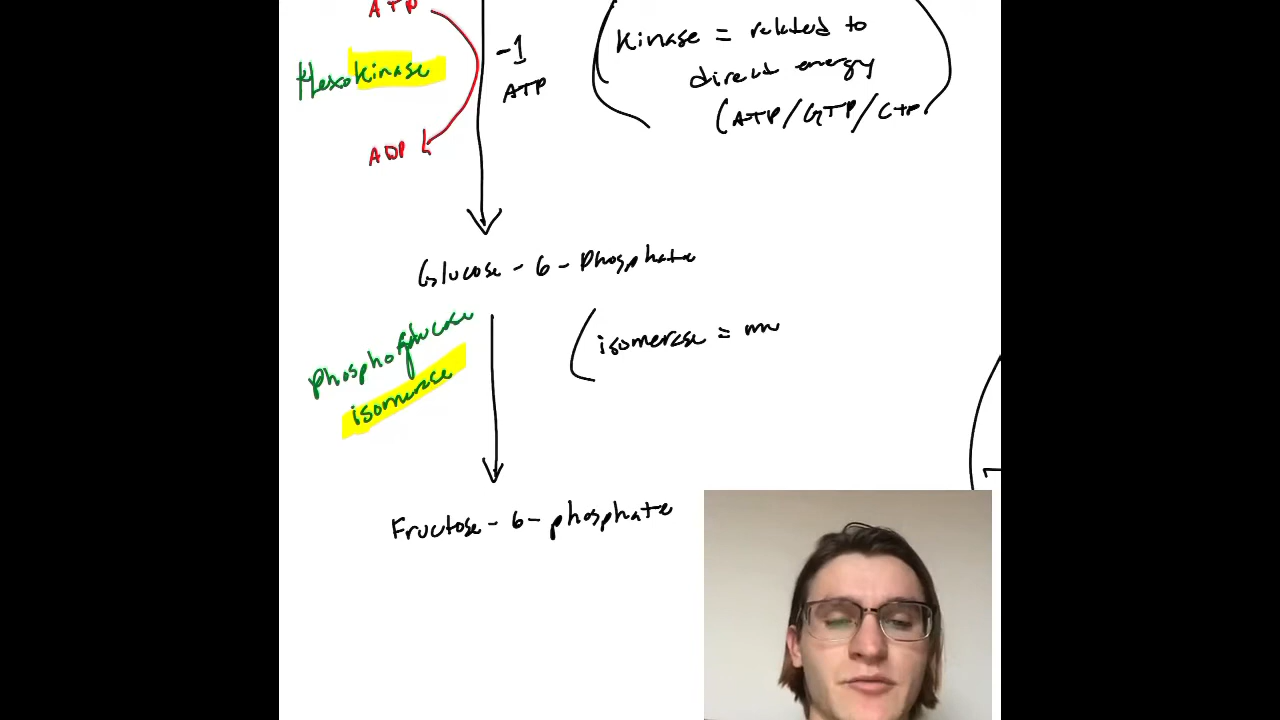 ATP
-1
ATP
Hexokinase
ADP
Kinase = related to
direct energy
(ATP/GTP/CTP)
Glucose-6-Phosphate
phosphoglucose
isomerase
isomerase =
Fructose-6-phosphate